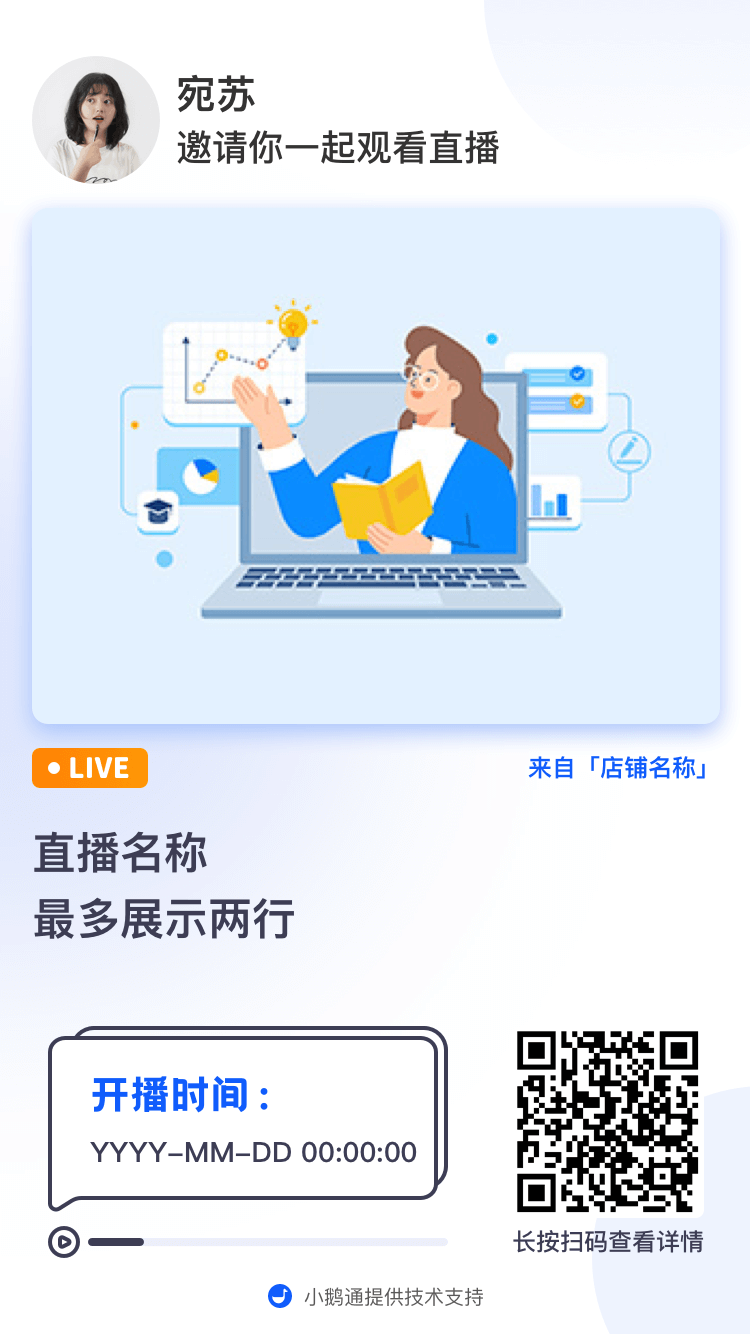 宛苏
邀请你一起观看直播
LIVE
来自「店铺名称」
直播名称
最多展示两行
开播时间：
YYYY-MM-DD 00:00:00
长按扫码查看详情
小鹅通提供技术支持